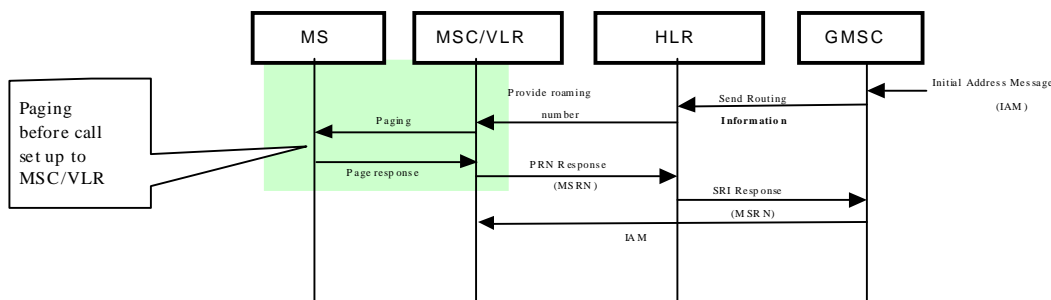 MS
MSC/VLR
HLR
GMSC
Initial Address Message
(IAM)
Paging
before call
set up to
MSC/VLR
Provide roaming
number
Send Routing
Information
Paging
Page response
PRN Response
(MSRN)
SRI Response
(MSRN)
IAM